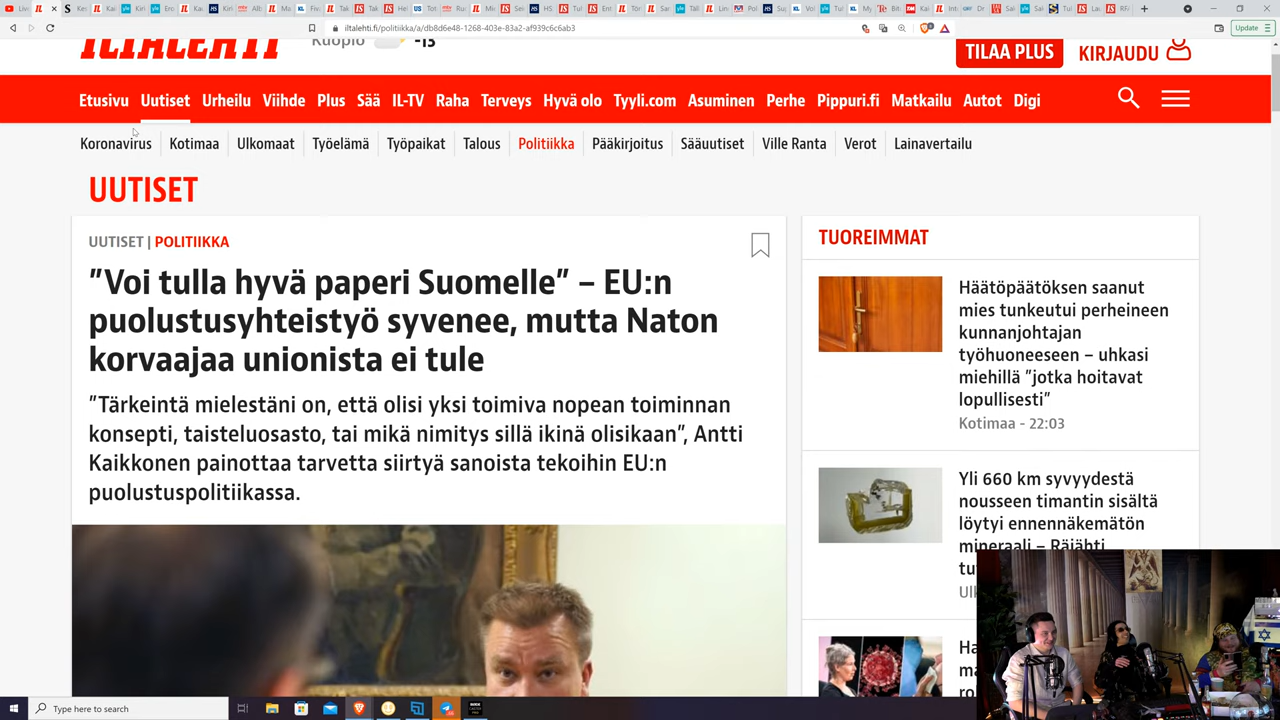 iltalehti.fi/politiikka/a/db8d6e48-1268-403e-83a2-af939c6c6ab3
Update
ILTALEHTI
Kuopio
-13
TILAA PLUS
KIRJAUDU
Etusivu Uutiset Urheilu Viihde Plus Sää IL-TV Raha Terveys Hyvä olo Tyyli.com Asuminen Perhe Pippuri.fi Matkailu Autot Digi
Koronavirus Kotimaa Ulkomaat Työelämä Työpaikat Talous Politiikka Pääkirjoitus Sääuutiset Ville Ranta Verot Lainavertailu
UUTISET
UUTISET | POLITIIKKA
”Voi tulla hyvä paperi Suomelle” – EU:n
puolustusyhteistyö syvenee, mutta Naton
korvaajaa unionista ei tule
”Tärkeintä mielestäni on, että olisi yksi toimiva nopean toiminnan
konsepti, taisteluosasto, tai mikä nimitys sillä ikinä olisikaan”, Antti
Kaikkonen painottaa tarvetta siirtyä sanoista tekoihin EU:n
puolustuspolitiikassa.
TUOREIMMAT
Häätöpäätöksen saanut
mies tunkeutui perheineen
kunnanjohtajan
työhuoneeseen – uhkasi
miehillä ”jotka hoitavat
lopullisesti”
Kotimaa - 22:03
Yli 660 km syvyydestä
nousseen timantin sisältä
löytyi ennennäkemätön
mineraali – Räjähti
Type here to search